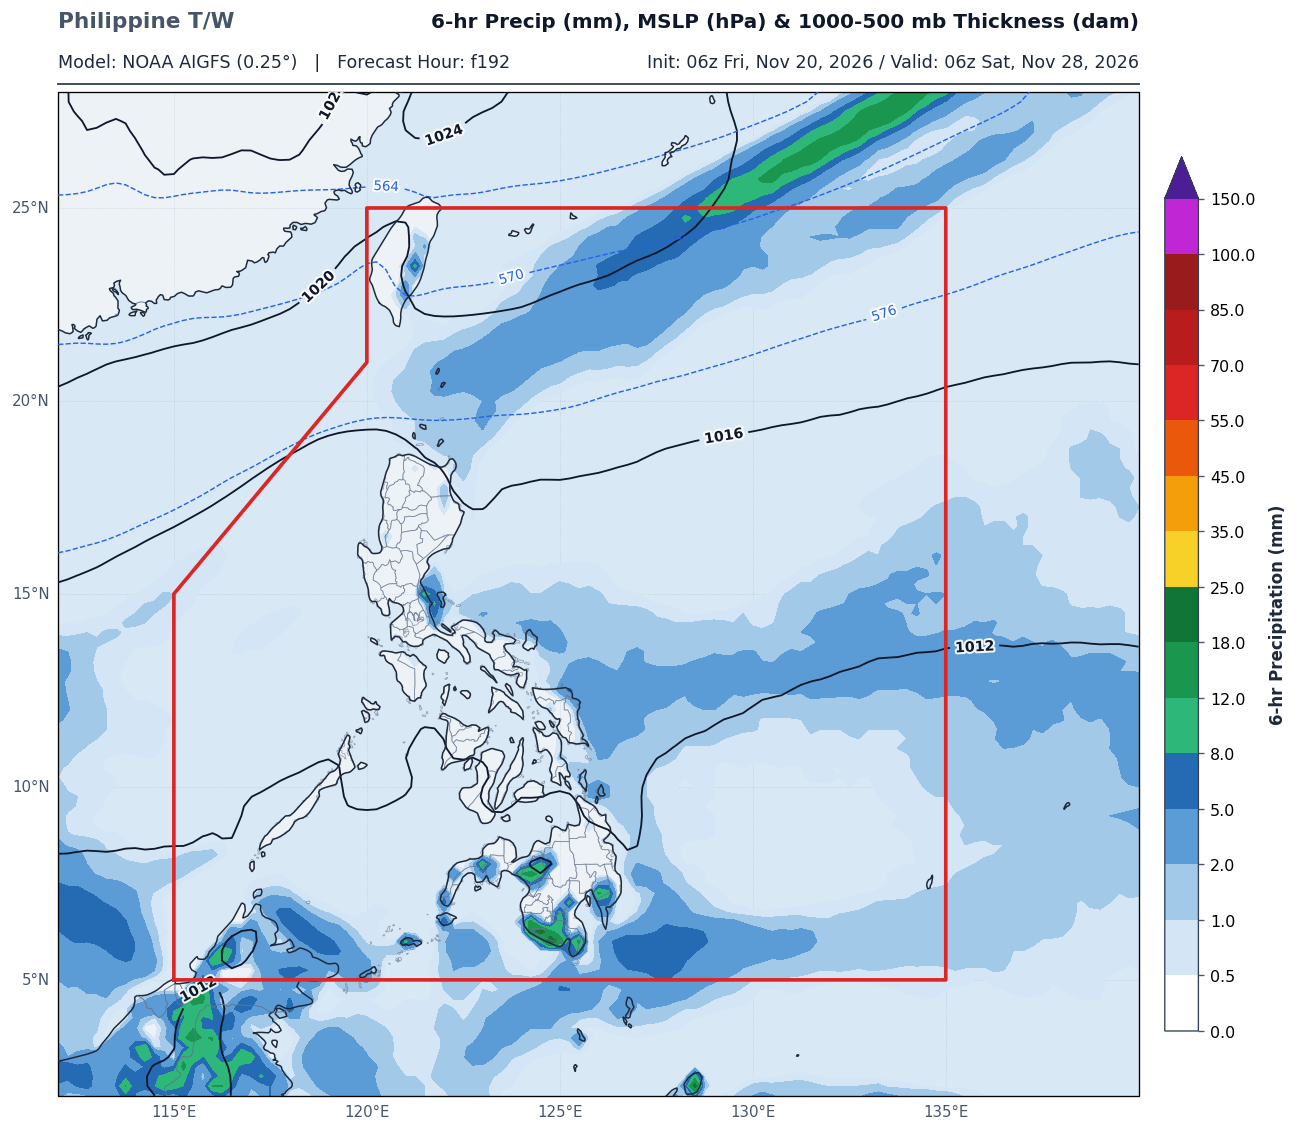 Philippine T/W
6-hr Precip (mm), MSLP (hPa) & 1000-500 mb Thickness (dam)
Model: NOAA AIGFS (0.25°) | Forecast Hour: f192
Init: 06z Fri, Nov 20, 2026 / Valid: 06z Sat, Nov 28, 2026
102
1024
564
1020
570
576
1016
1012
1012
25°N
20°N
15°N
10°N
5°N
115°E
120°E
125°E
130°E
135°E
150.0
100.0
85.0
70.0
55.0
45.0
35.0
25.0
18.0
12.0
8.0
5.0
2.0
1.0
0.5
0.0
6-hr Precipitation (mm)